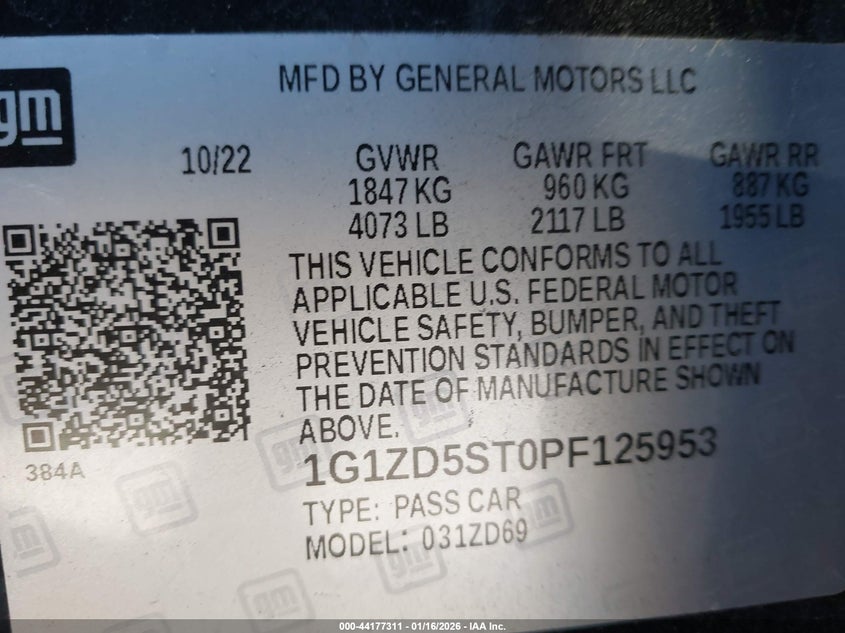 MFD BY GENERAL MOTORS LLC
gm
10/22 GVWR GAWR FRT GAWR RR
1847 KG 960 KG 887 KG
4073 LB 2117 LB 1955 LB
THIS VEHICLE CONFORMS TO ALL
APPLICABLE U.S. FEDERAL MOTOR
VEHICLE SAFETY, BUMPER, AND THEFT
PREVENTION STANDARDS IN EFFECT ON
THE DATE OF MANUFACTURE SHOWN
ABOVE.
384A
1G1ZD5ST0PF125953
TYPE: PASS CAR
MODEL: 031ZD69
000-44177311 - 01/16/2026 - IAA Inc.